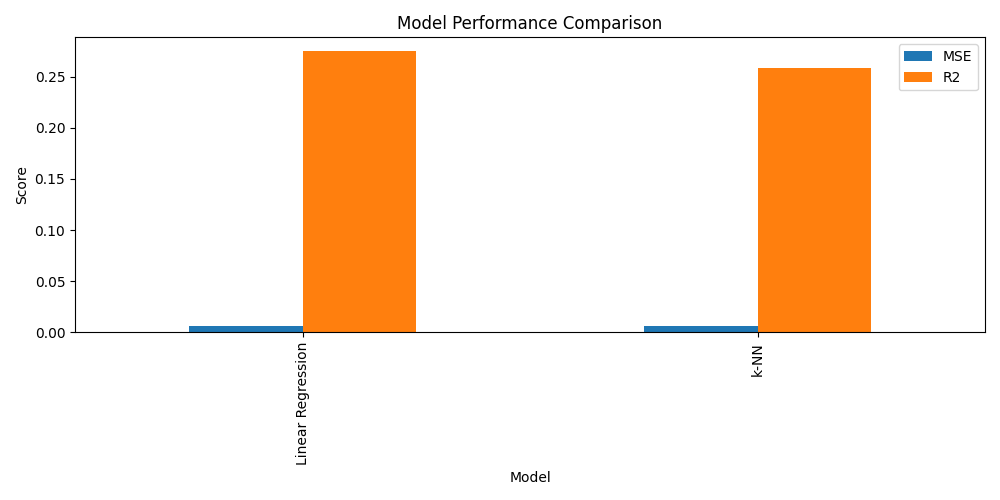 Model Performance Comparison
MSE
R2
Score
0.25
0.20
0.15
0.10
0.05
0.00
Linear Regression
k-NN
Model